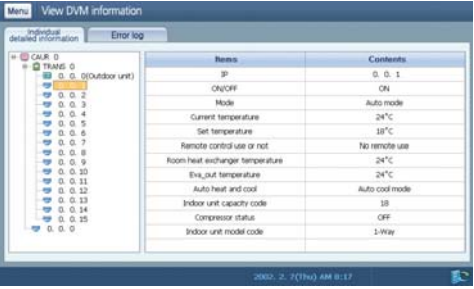 Menu View DVM information
Individual detailed information
Error log
CAUR 0
TRANS 0
0. 0. 0(Outdoor unit)
0. 0. 2
0. 0. 3
0. 0. 4
0. 0. 5
0. 0. 6
0. 0. 7
0. 0. 8
0. 0. 9
0. 0. 10
0. 0. 11
0. 0. 12
0. 0. 13
0. 0. 14
0. 0. 15
0. 0. 0
Items Contents
IP 0. 0. 1
ON/OFF ON
Mode Auto mode
Current temperature 24°C
Set temperature 18°C
Remote control use or not No remote use
Room heat exchanger temperature 24°C
Eva_out temperature 24°C
Auto heat and cool Auto cool mode
Indoor unit capacity code 18
Compressor status OFF
Indoor unit model code 1-Way
2002. 2. 7(Thu) AM 8:17